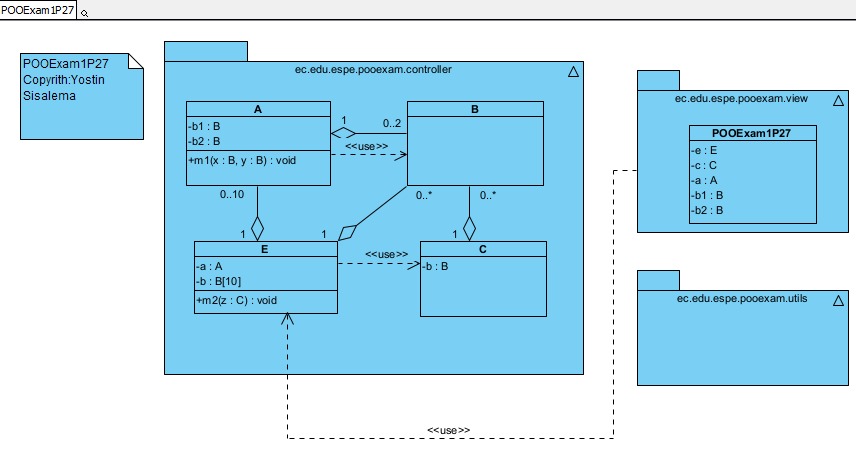 POOExam1P27
POOExam1P27
Copyrith:Yostin
Sisalema
ec.edu.espe.pooexam.controller
A
-b1 : B
-b2 : B
+m1(x : B, y : B) : void
1
0..2
<<use>>
B
0..10
1
0..*
1
0..*
1
E
-a : A
-b : B[10]
+m2(z : C) : void
<<use>>
C
-b : B
<<use>>
ec.edu.espe.pooexam.view
POOExam1P27
-e : E
-c : C
-a : A
-b1 : B
-b2 : B
ec.edu.espe.pooexam.utils